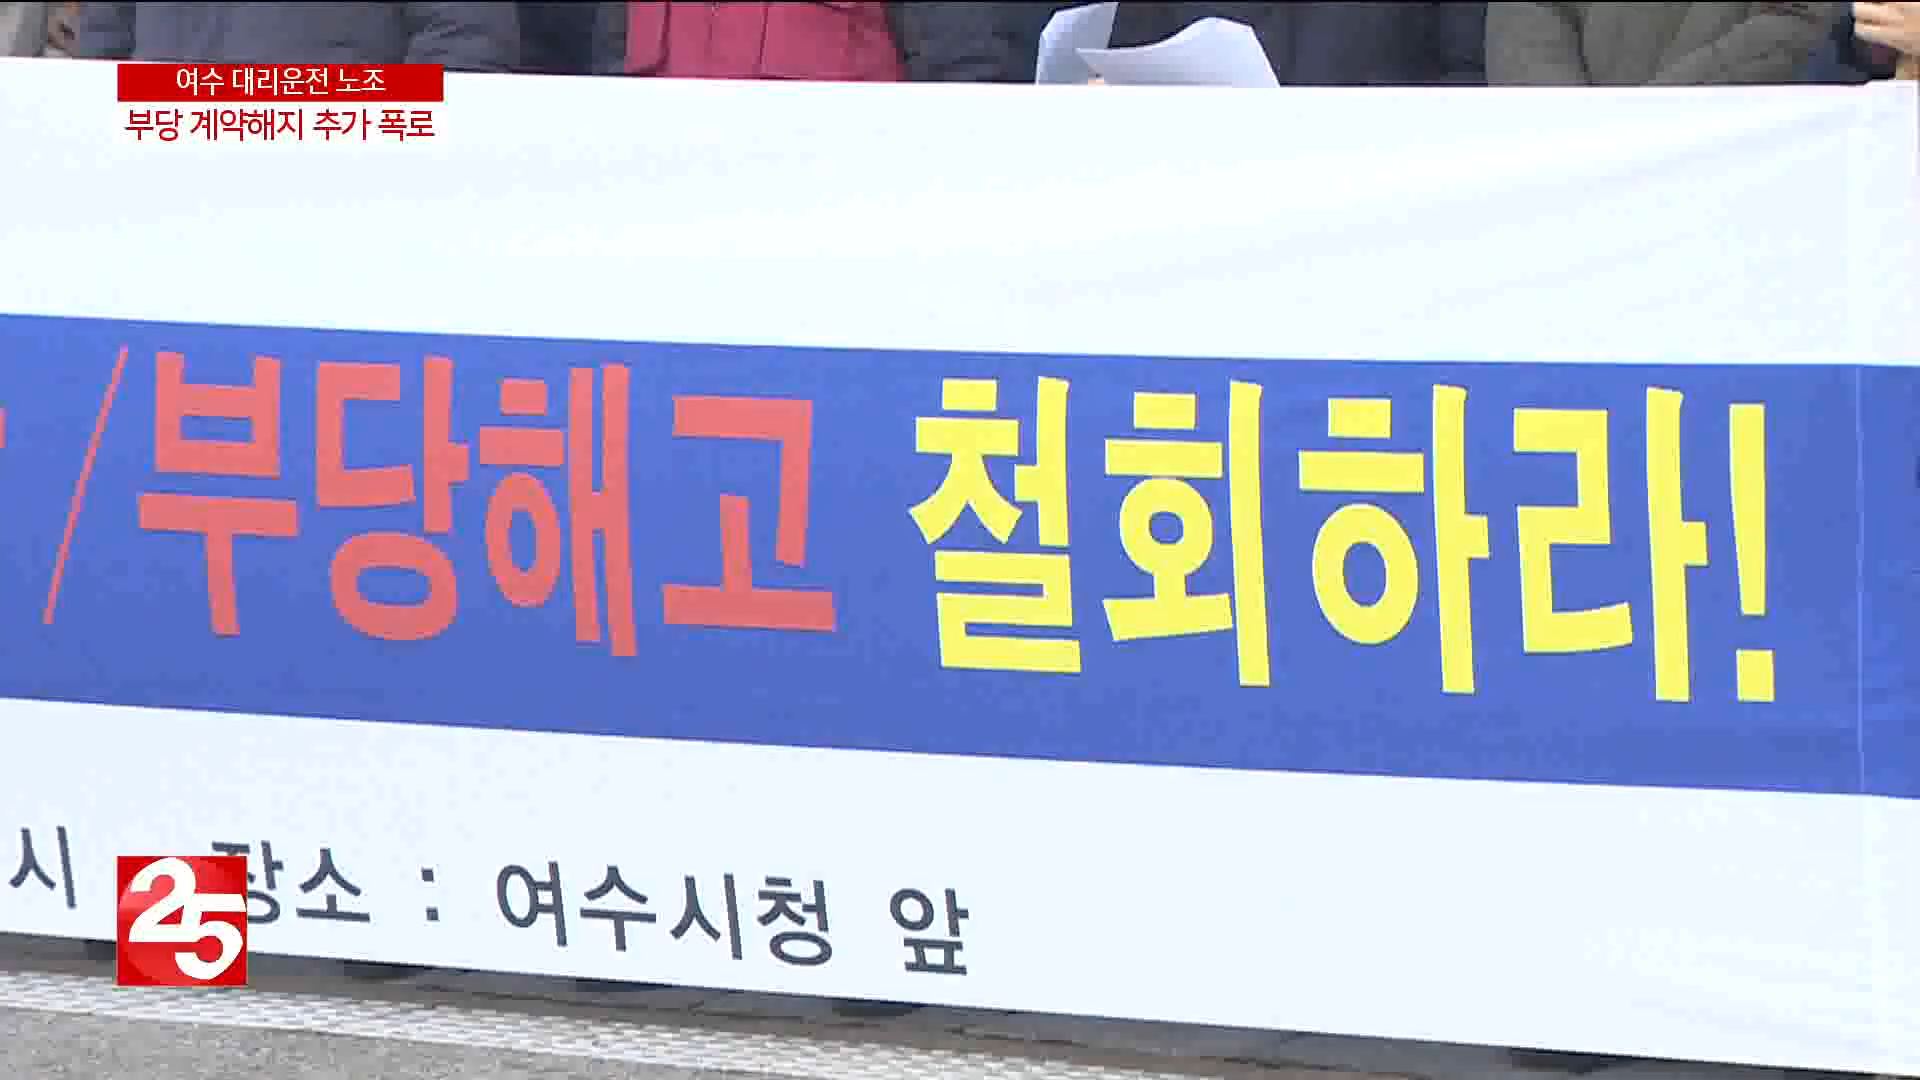 여수 대리운전 노조
부당 계약해지 추가 폭로
/부당해고 철회하라!
시 장소 : 여수시청 앞
25